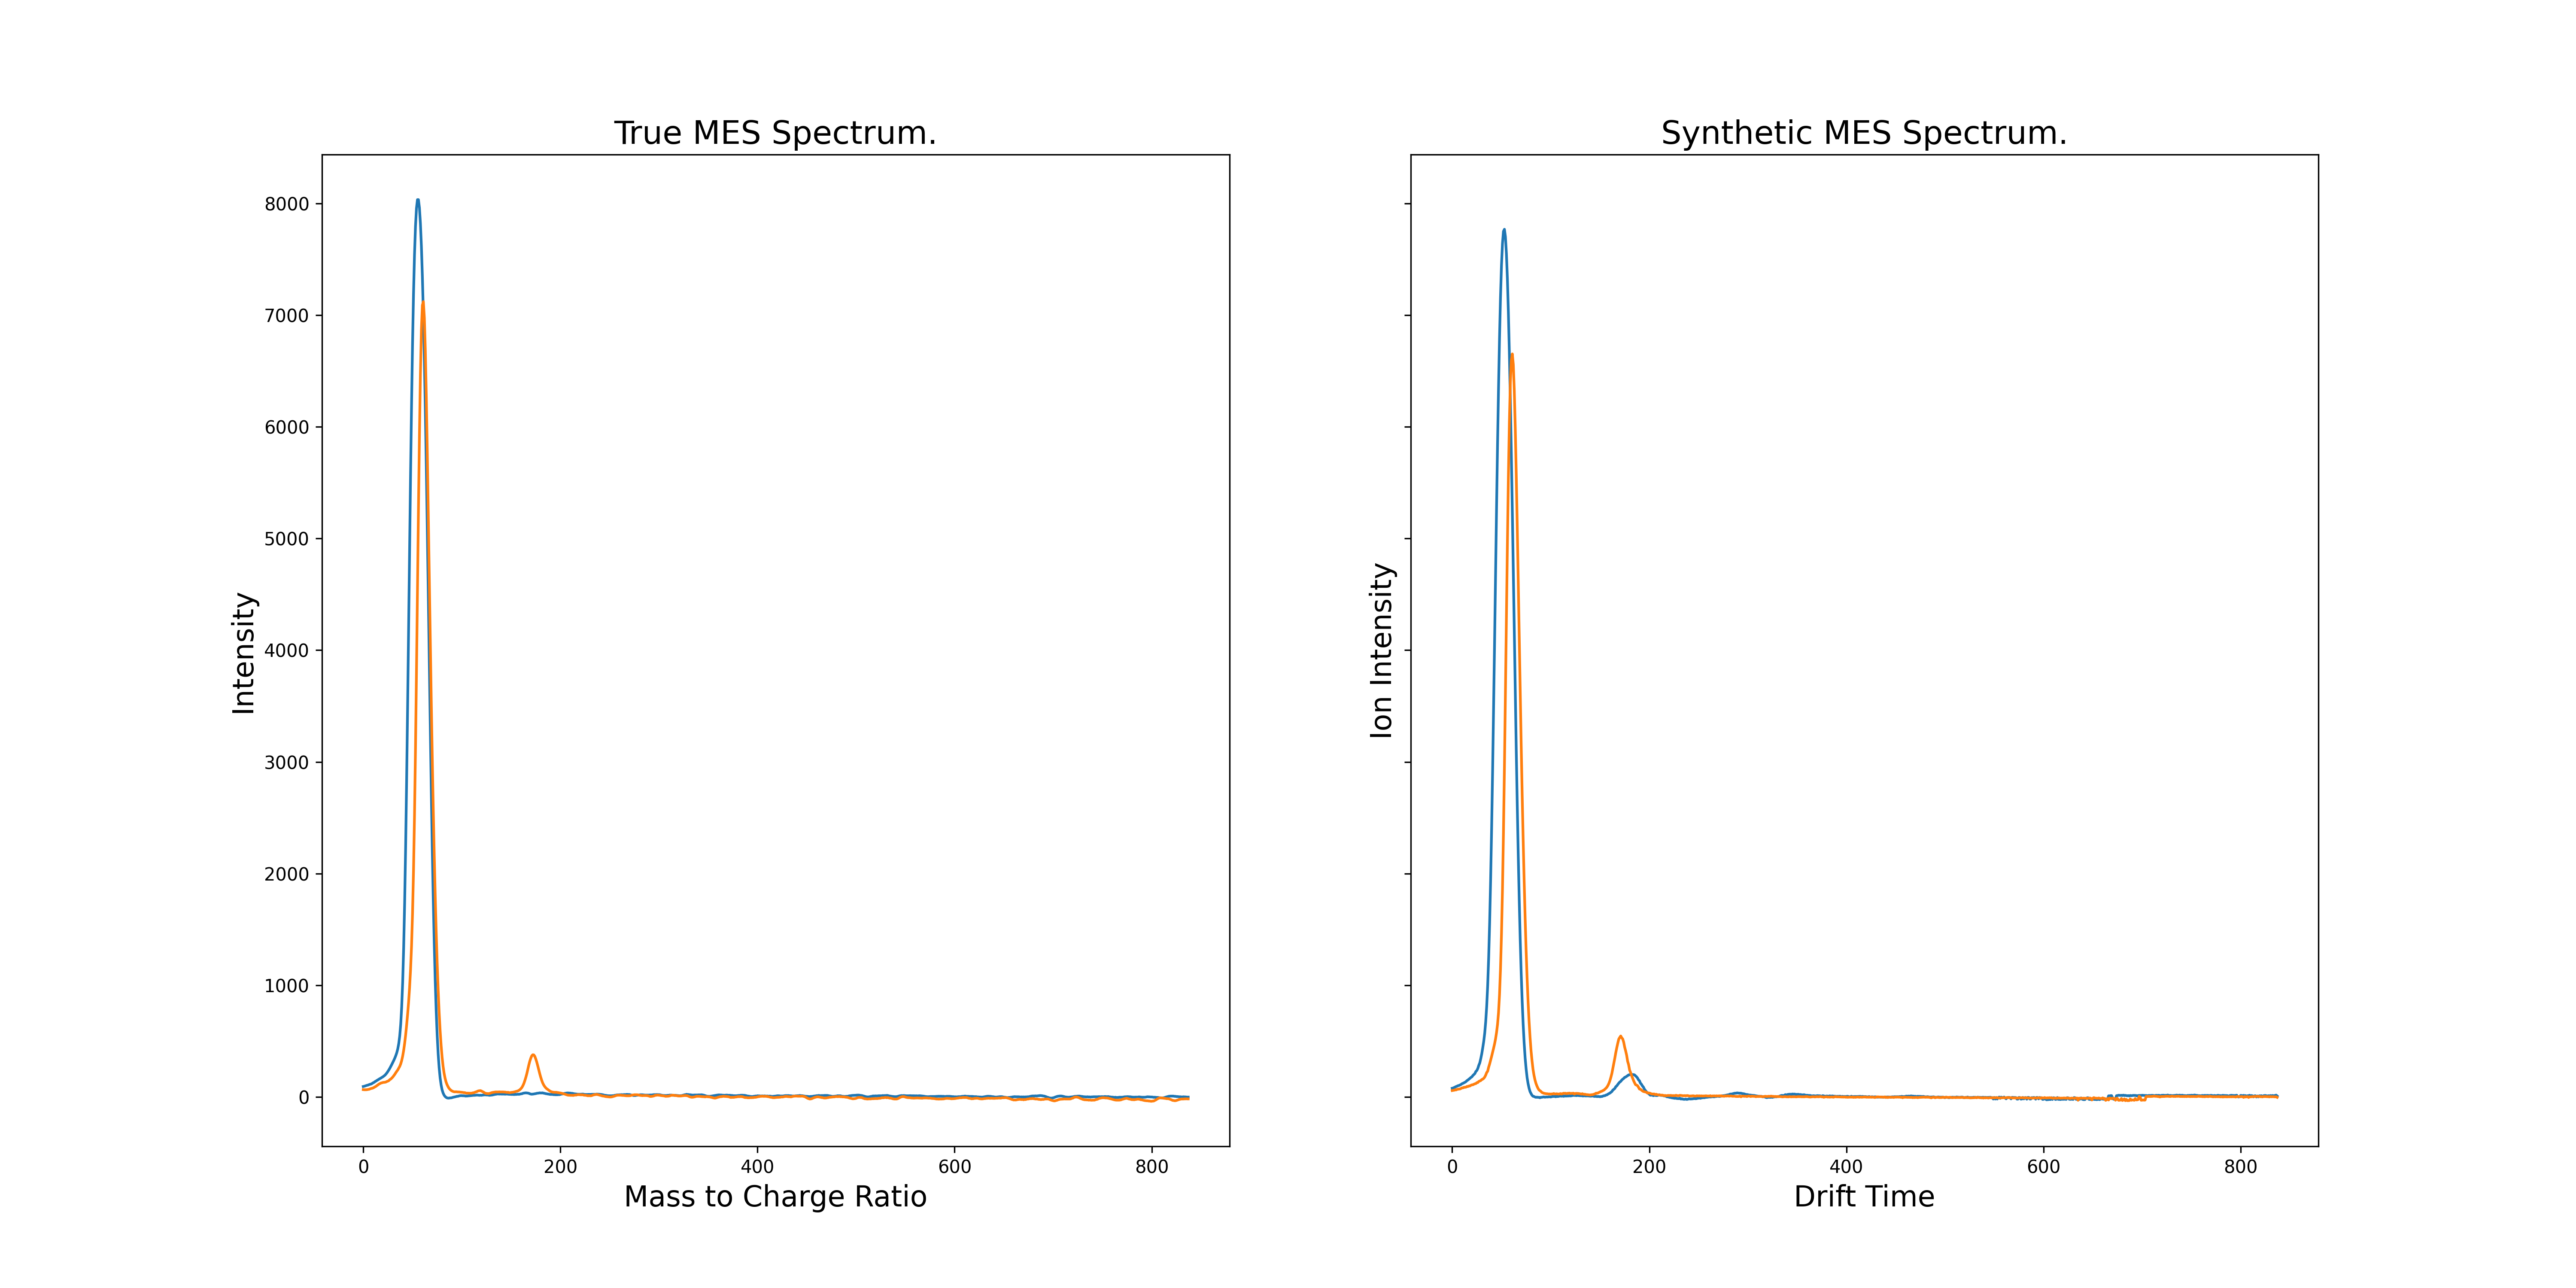 True MES Spectrum.
8000
7000
6000
5000
4000
3000
2000
1000
0
Intensity
0 200 400 600 800
Mass to Charge Ratio
Synthetic MES Spectrum.
Ion Intensity
0 200 400 600 800
Drift Time